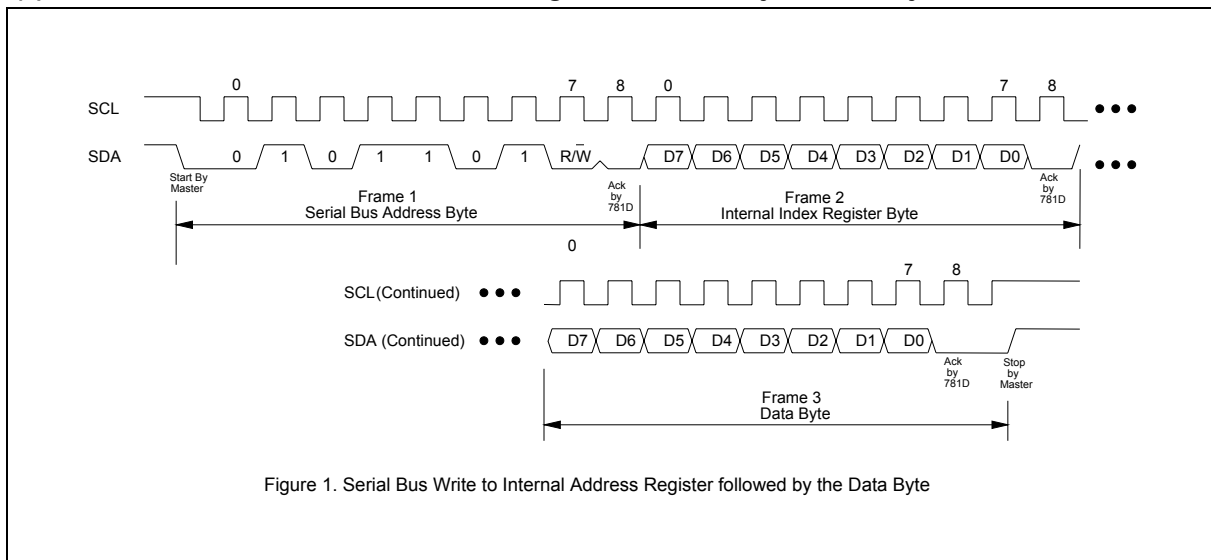 0 7 8 0 7 8
SCL
SDA 0 1 0 1 1 0 1 R/W̅ D7 D6 D5 D4 D3 D2 D1 D0
Start By
Master
Ack
by
781D
Ack
by
781D
Frame 1
Serial Bus Address Byte
Frame 2
Internal Index Register Byte
0 7 8
SCL(Continued)
SDA (Continued) D7 D6 D5 D4 D3 D2 D1 D0
Ack
by
781D
Stop
by
Master
Frame 3
Data Byte
Figure 1. Serial Bus Write to Internal Address Register followed by the Data Byte